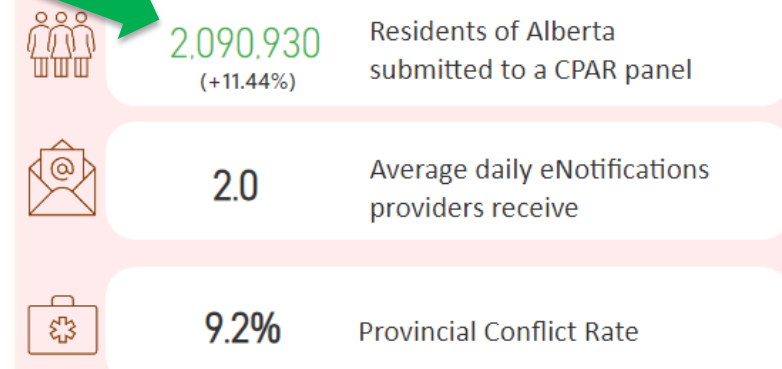 2,090,930
(+11.44%)
Residents of Alberta
submitted to a CPAR panel
@
2.0
Average daily eNotifications
providers receive
9.2%
Provincial Conflict Rate